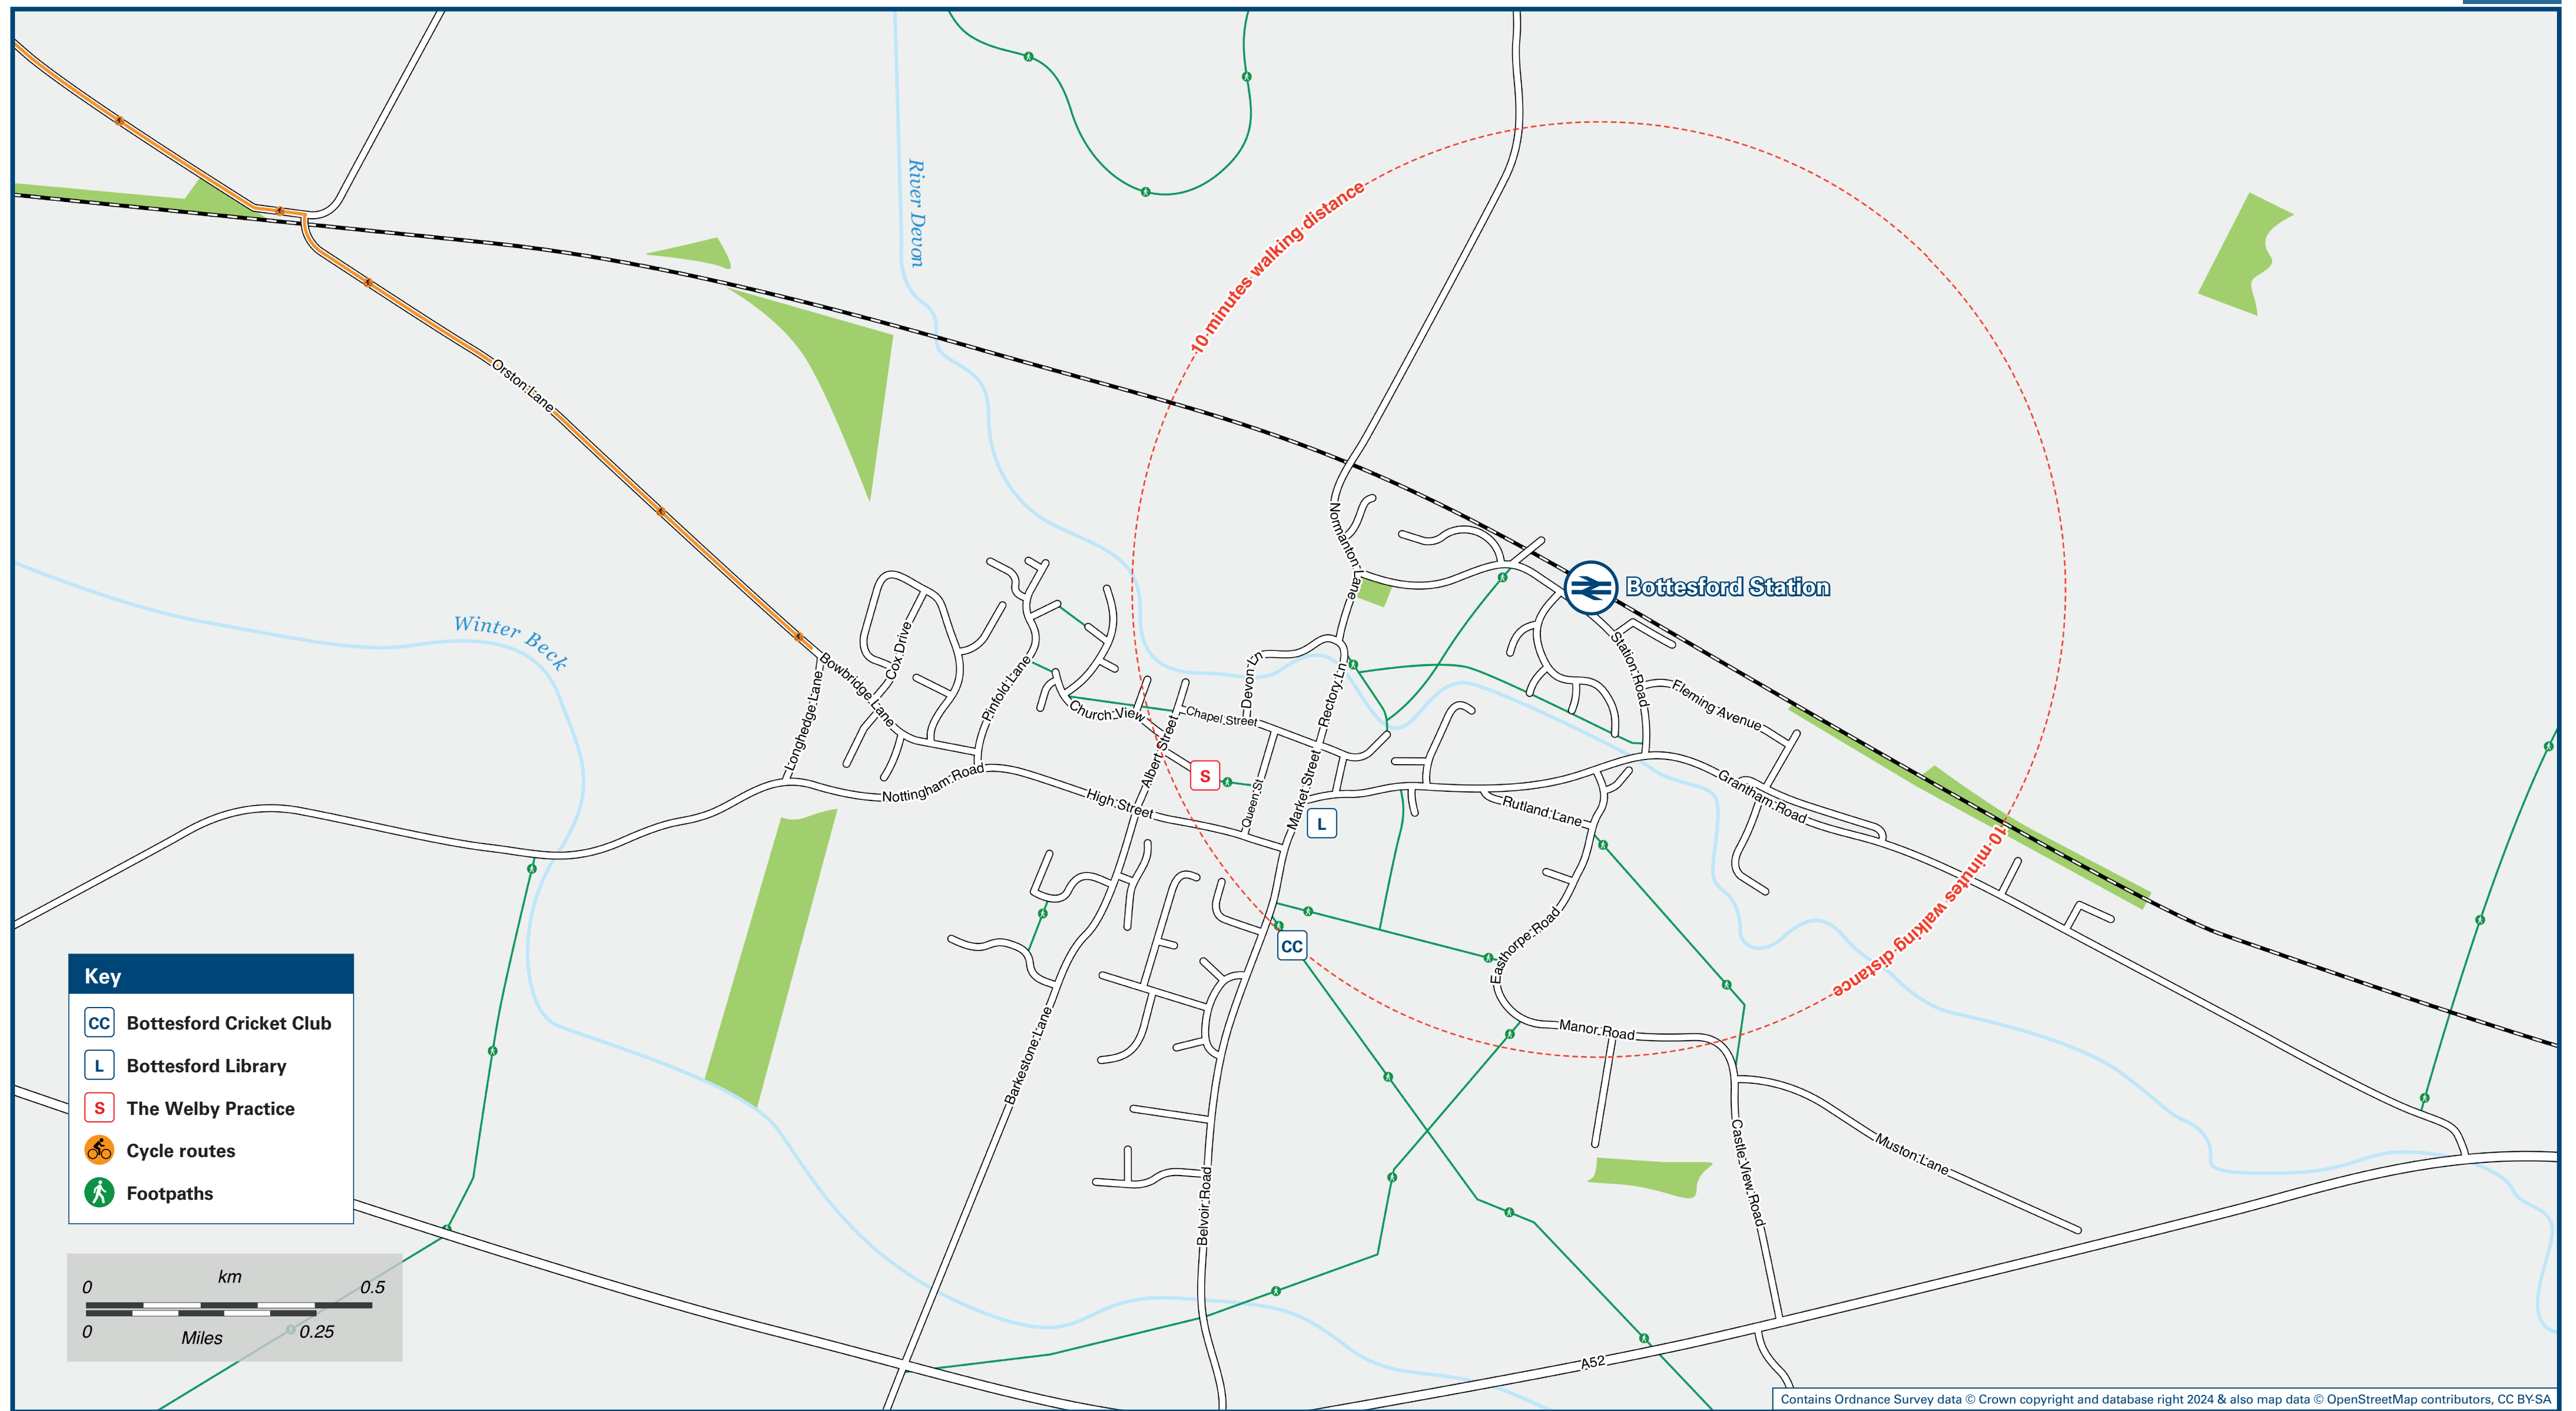 10 minutes walking distance
River Devon
Orston Lane
Winter Beck
Normanton Lane
Bottesford Station
Station Road
Fleming Avenue
Grantham Road
Bowbridge Lane
Cox Drive
Longhedge Lane
Pinfold Lane
Church View
Albert Street
Chapel Street
Devon Ln
Rectory Ln
Nottingham Road
High Street
S
Queen St
Market Street
L
Rutland Lane
CC
Easthorpe Road
10 minutes walking distance
Manor Road
Barkestone Lane
Belvoir Road
Castle View Road
Muston Lane
A52
Key
CC Bottesford Cricket Club
L Bottesford Library
S The Welby Practice
Cycle routes
Footpaths
km
0 0.5
0 Miles 0.25
Contains Ordnance Survey data © Crown copyright and database right 2024 & also map data © OpenStreetMap contributors, CC BY-SA